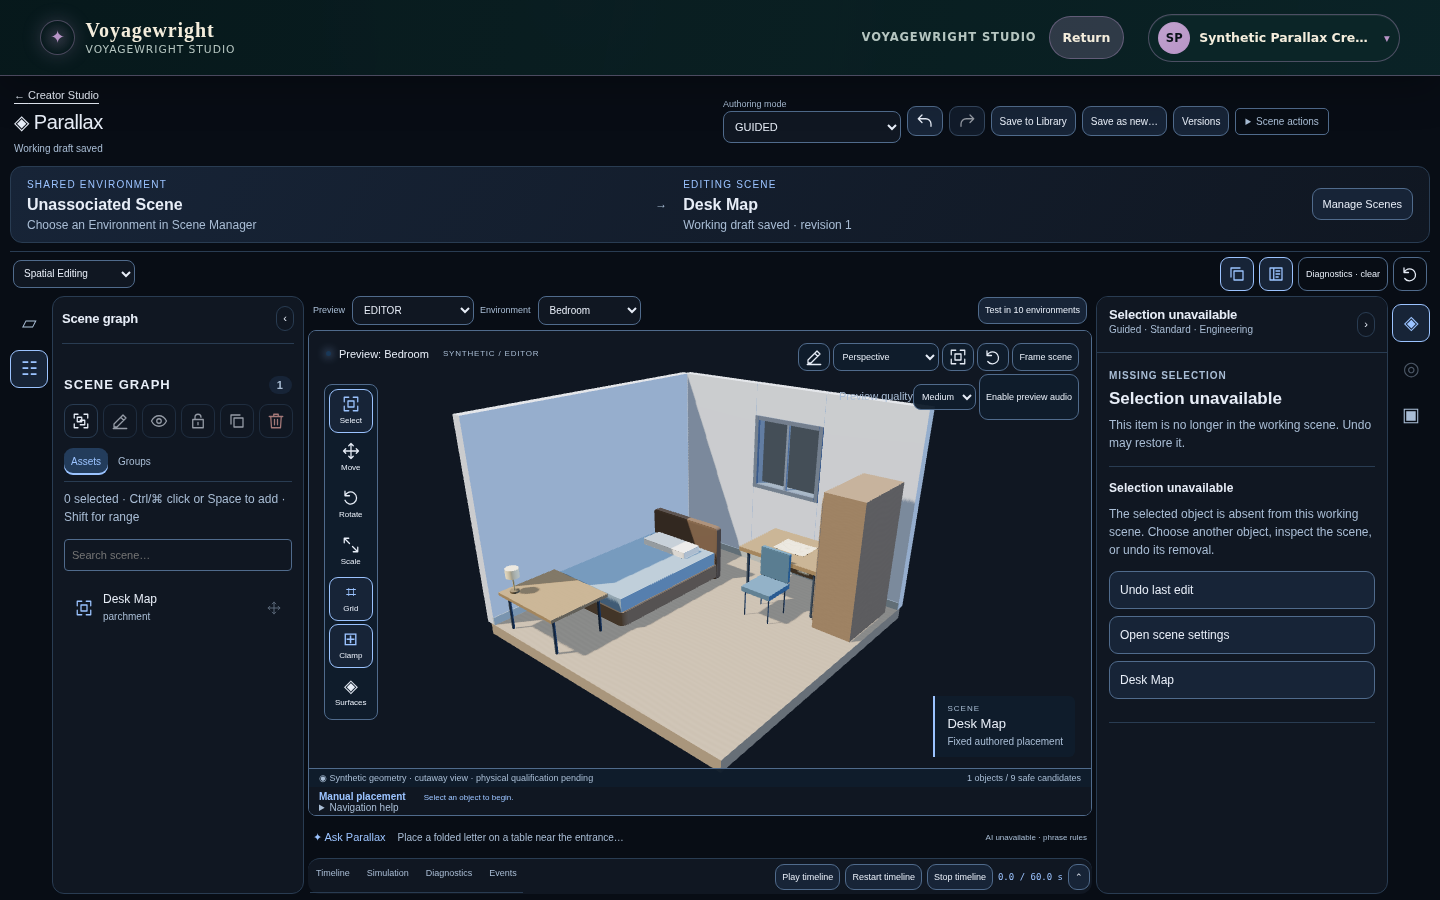 Voyagewright
VOYAGEWRIGHT STUDIO
VOYAGEWRIGHT STUDIO
Return
SP
Synthetic Parallax Cre…
← Creator Studio
◈ Parallax
Working draft saved
Authoring mode
GUIDED
Save to Library
Save as new…
Versions
Scene actions
SHARED ENVIRONMENT
Unassociated Scene
Choose an Environment in Scene Manager
→
EDITING SCENE
Desk Map
Working draft saved · revision 1
Manage Scenes
Spatial Editing
Diagnostics · clear
Scene graph
SCENE GRAPH
1
Assets
Groups
0 selected · Ctrl/⌘ click or Space to add ·
Shift for range
Search scene…
Desk Map
parchment
Preview
EDITOR
Environment
Bedroom
Test in 10 environments
Preview: Bedroom
SYNTHETIC / EDITOR
Perspective
Frame scene
Preview quality
Medium
Enable preview audio
Select
Move
Rotate
Scale
Grid
Clamp
Surfaces
SCENE
Desk Map
Fixed authored placement
◉ Synthetic geometry · cutaway view · physical qualification pending
1 objects / 9 safe candidates
Manual placement
Select an object to begin.
Navigation help
✦ Ask Parallax
Place a folded letter on a table near the entrance…
AI unavailable · phrase rules
Timeline
Simulation
Diagnostics
Events
Play timeline
Restart timeline
Stop timeline
0.0 / 60.0 s
Selection unavailable
Guided · Standard · Engineering
MISSING SELECTION
Selection unavailable
This item is no longer in the working scene. Undo
may restore it.
Selection unavailable
The selected object is absent from this working
scene. Choose another object, inspect the scene,
or undo its removal.
Undo last edit
Open scene settings
Desk Map